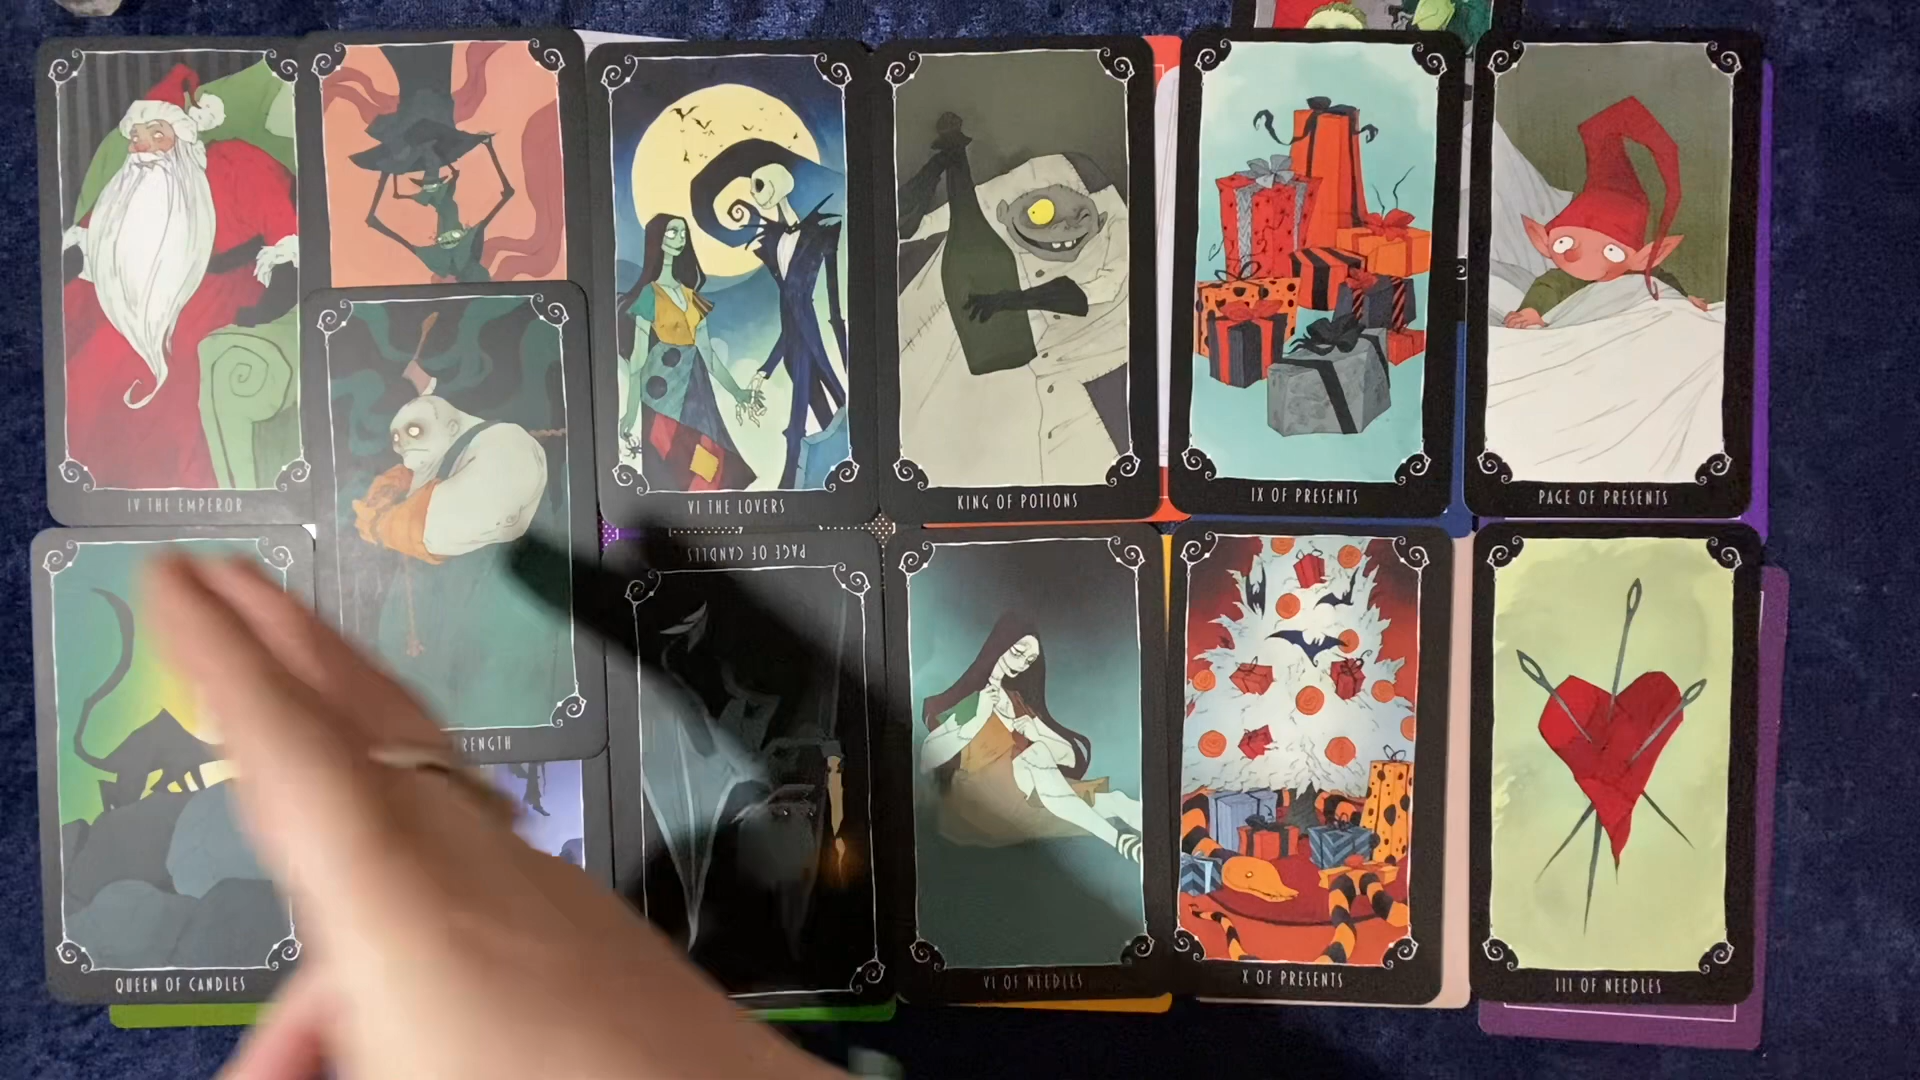 IV THE EMPEROR
VI THE LOVERS
KING OF POTIONS
IX OF PRESENTS
PAGE OF PRESENTS
RENGTH
PAGE OF CANDLES
QUEEN OF CANDLES
VI OF NEEDLES
X OF PRESENTS
III OF NEEDLES